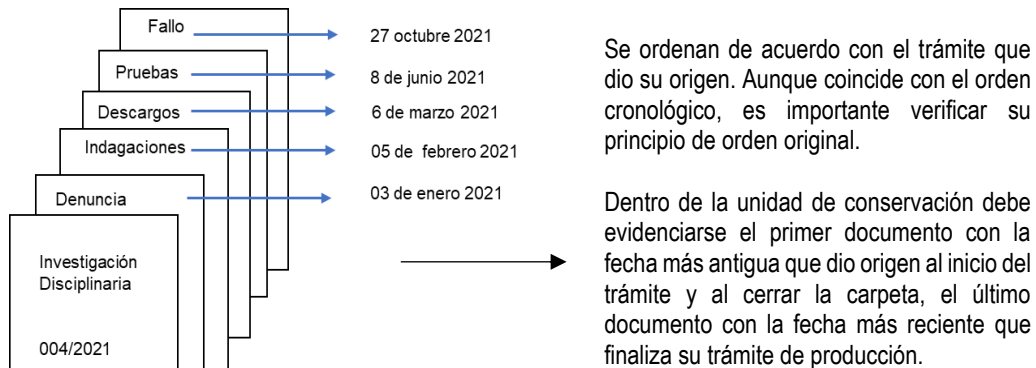 Fallo
27 octubre 2021
Pruebas
8 de junio 2021
Descargos
6 de marzo 2021
Indagaciones
05 de febrero 2021
Denuncia
03 de enero 2021
Investigación
Disciplinaria
004/2021
Se ordenan de acuerdo con el trámite que
dio su origen. Aunque coincide con el orden
cronológico, es importante verificar su
principio de orden original.
Dentro de la unidad de conservación debe
evidenciarse el primer documento con la
fecha más antigua que dio origen al inicio del
trámite y al cerrar la carpeta, el último
documento con la fecha más reciente que
finaliza su trámite de producción.